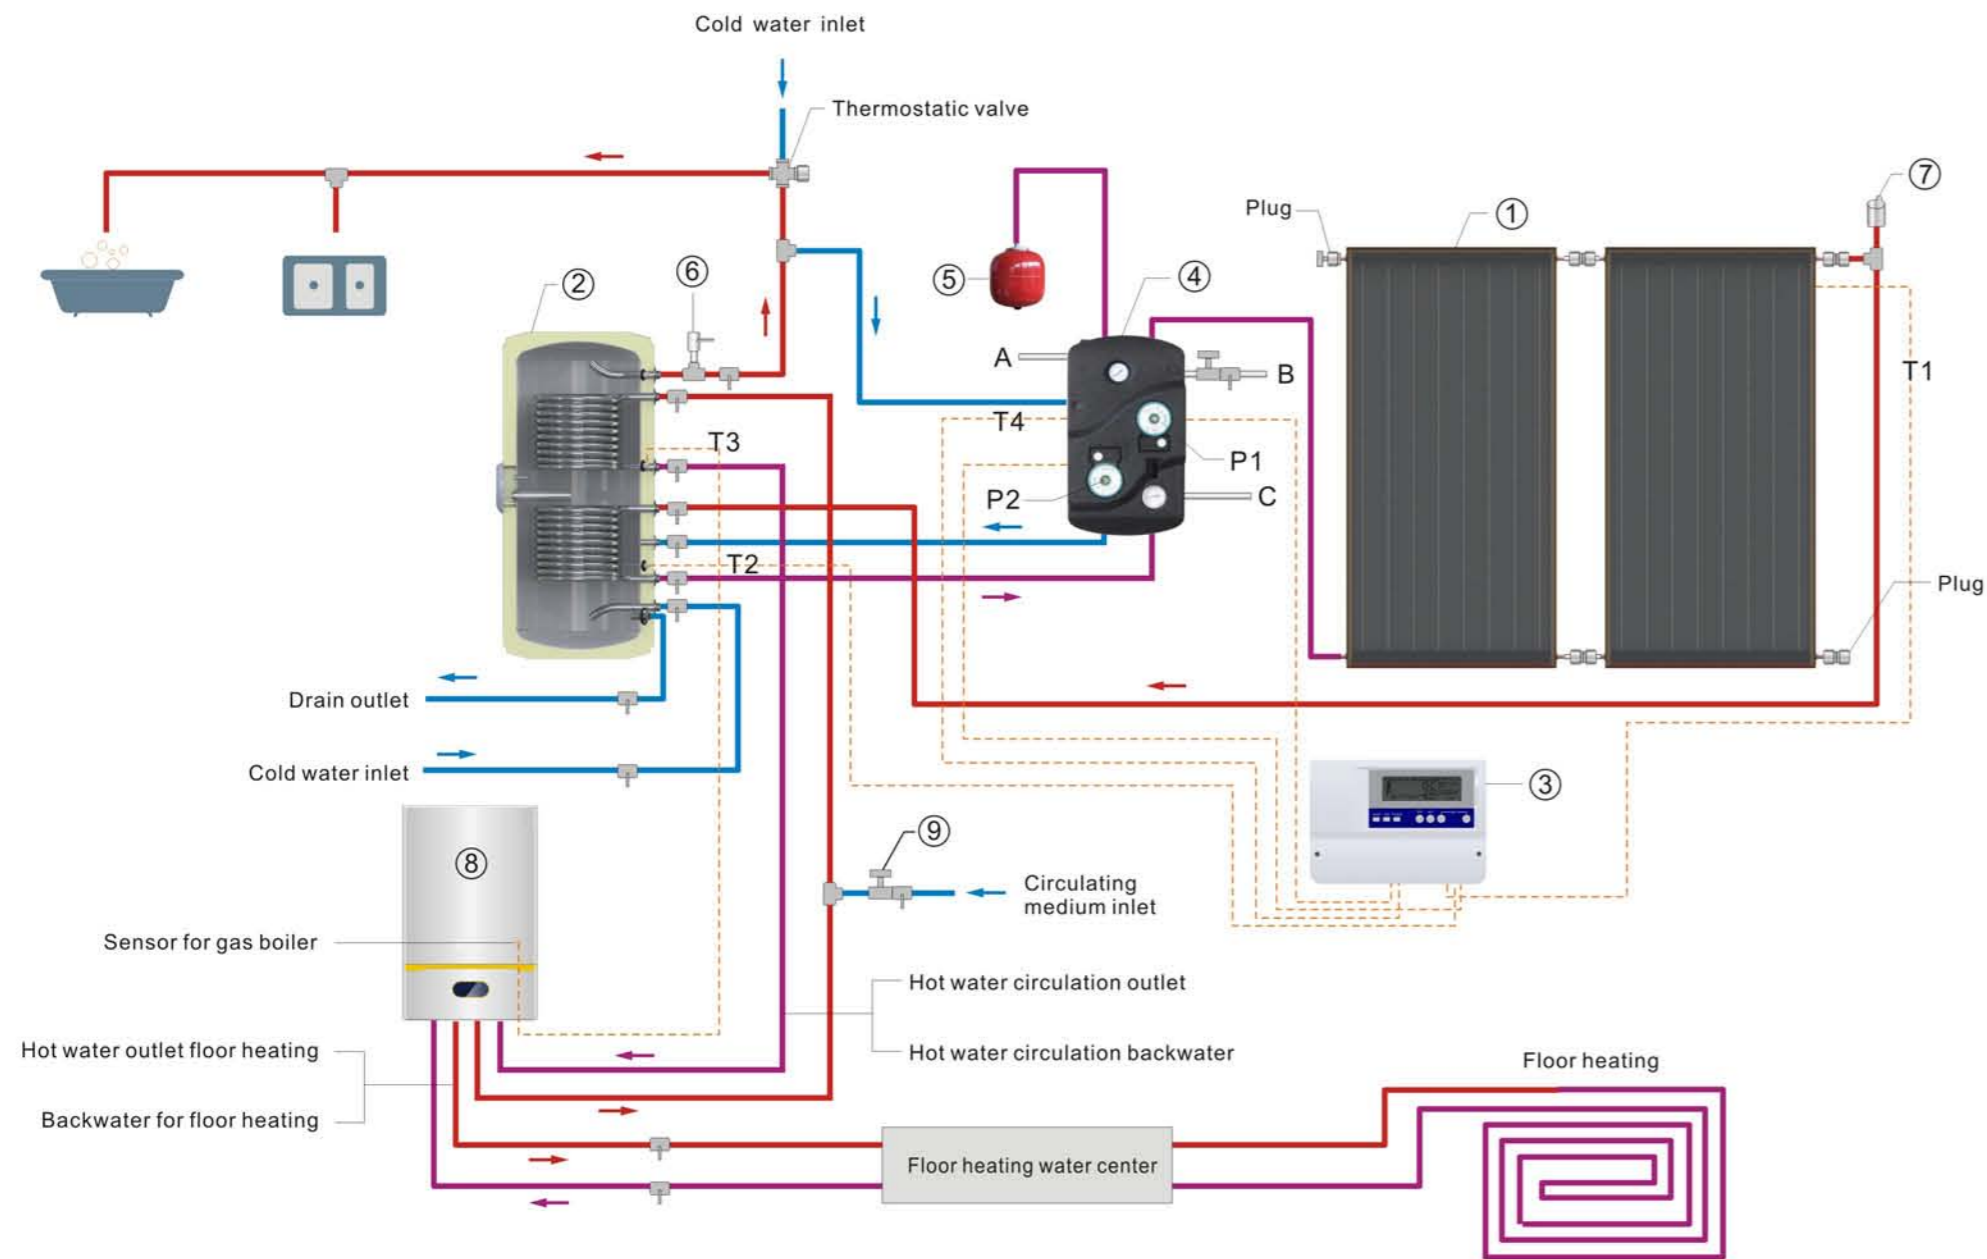 Cold water inlet
Thermostatic valve
⑦
Plug
①
⑥
②
⑤
④
A
B
T1
T4
T3
P1
P2
C
T2
Plug
Drain outlet
Cold water inlet
③
⑨
⑧
Circulating
medium inlet
Sensor for gas boiler
Hot water circulation outlet
Hot water outlet floor heating
Hot water circulation backwater
Floor heating
Backwater for floor heating
Floor heating water center